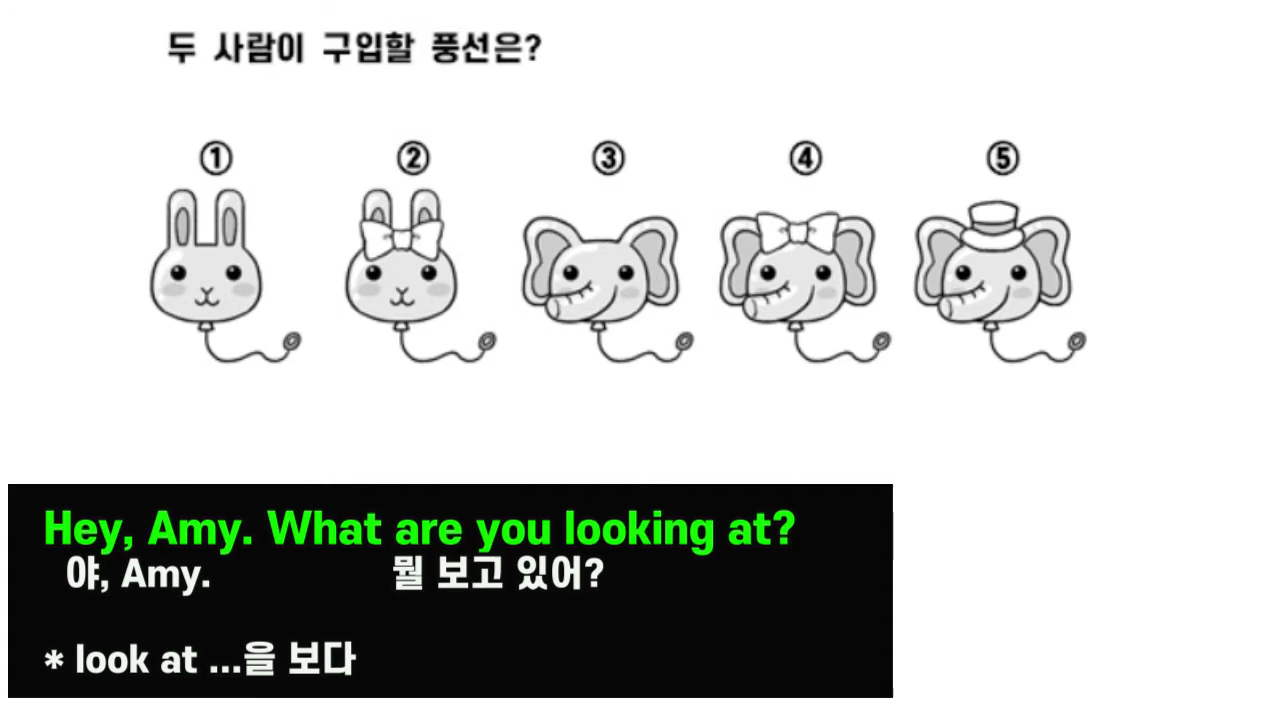 두 사람이 구입할 풍선은?
① ② ③ ④ ⑤
Hey, Amy. What are you looking at?
야, Amy. 뭘 보고 있어?
* look at ...을 보다